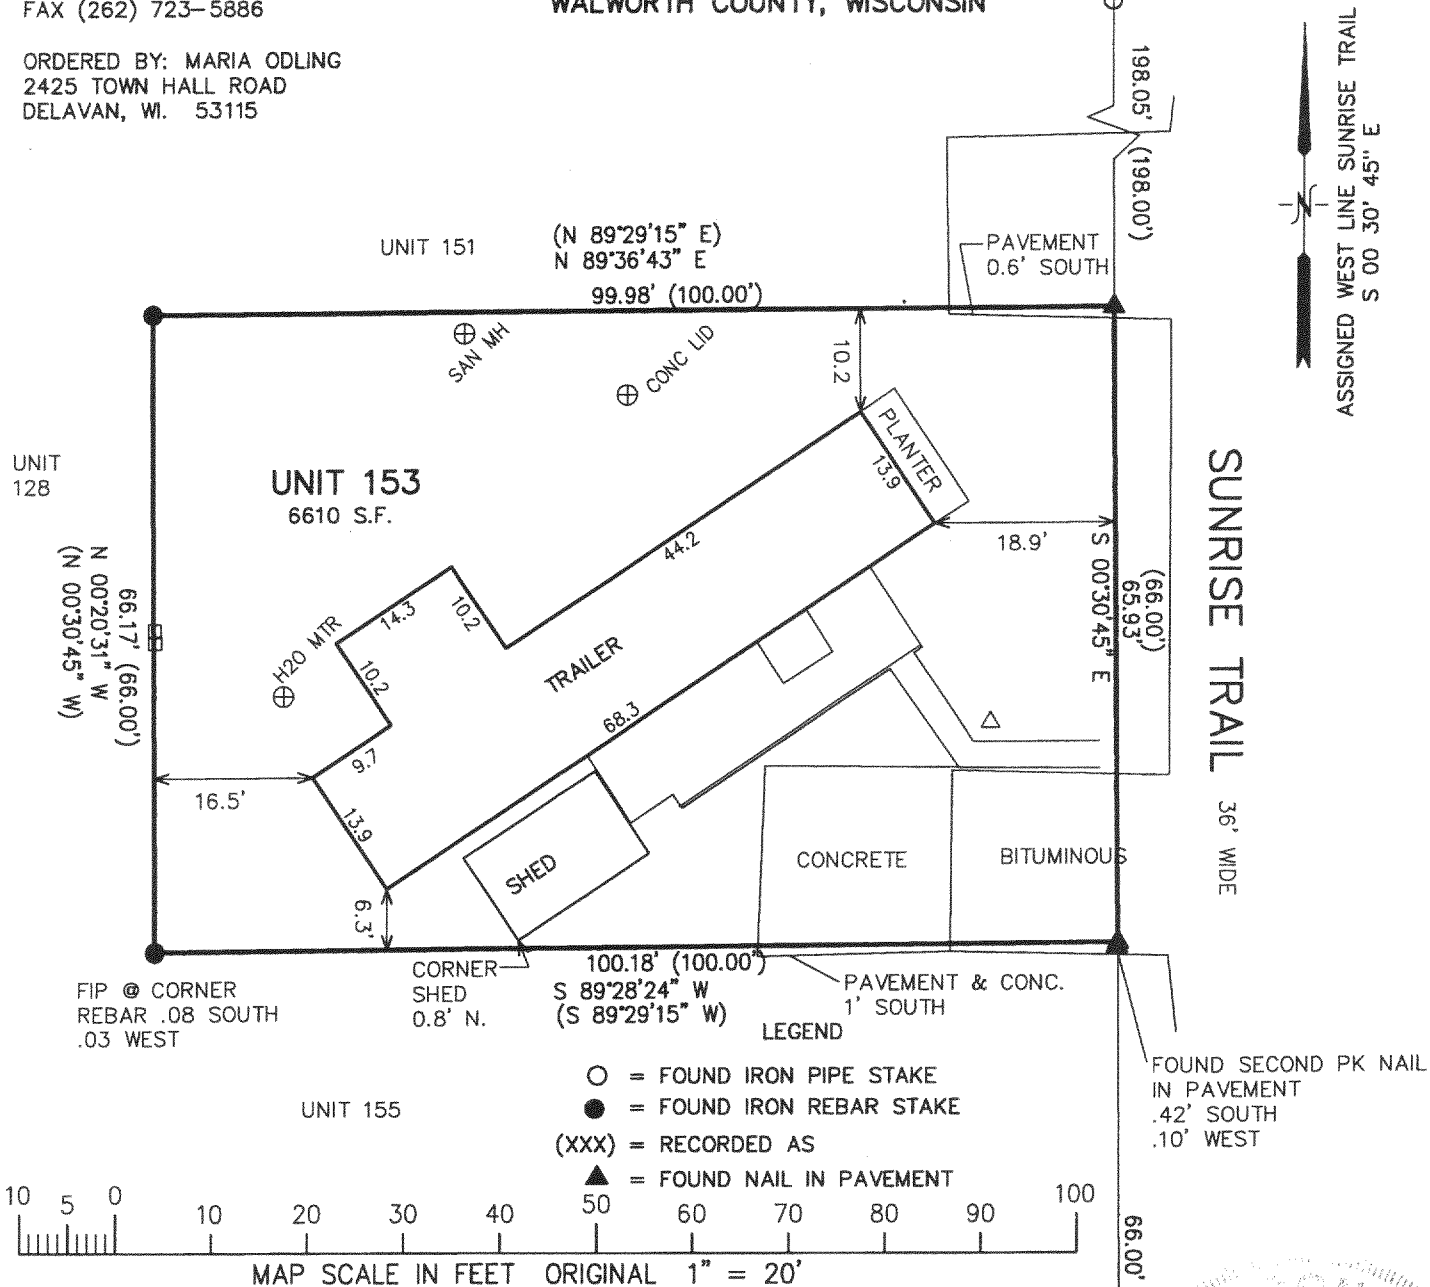 FAX (262) 723-5886
WALWORTH COUNTY, WISCONSIN
ORDERED BY: MARIA ODLING
2425 TOWN HALL ROAD
DELAVAN, WI. 53115
198.05' (198.00')
ASSIGNED WEST LINE SUNRISE TRAIL
S 00 30' 45" E
N
UNIT 151
(N 89°29'15" E)
N 89°36'43" E
99.98' (100.00')
PAVEMENT
0.6' SOUTH
SAN MH
CONC LID
10.2
PLANTER
13.9
UNIT
128
UNIT 153
6610 S.F.
44.2
18.9'
S 00°30'45" E
(66.00')
65.93'
SUNRISE TRAIL 36' WIDE
66.17' (66.00')
N 00°20'31" W
(N 00°30'45" W)
14.3
10.2
H2O MTR
10.2
TRAILER
68.3
9.7
16.5'
13.9
SHED
CONCRETE
BITUMINOUS
6.3'
FIP @ CORNER
REBAR .08 SOUTH
.03 WEST
CORNER
SHED
0.8' N.
100.18' (100.00')
S 89°28'24" W
(S 89°29'15" W)
PAVEMENT & CONC.
1' SOUTH
LEGEND
= FOUND IRON PIPE STAKE
= FOUND IRON REBAR STAKE
(XXX) = RECORDED AS
= FOUND NAIL IN PAVEMENT
FOUND SECOND PK NAIL
IN PAVEMENT
.42' SOUTH
.10' WEST
UNIT 155
66.00'
10 5 0 10 20 30 40 50 60 70 80 90 100
MAP SCALE IN FEET ORIGINAL 1" = 20'